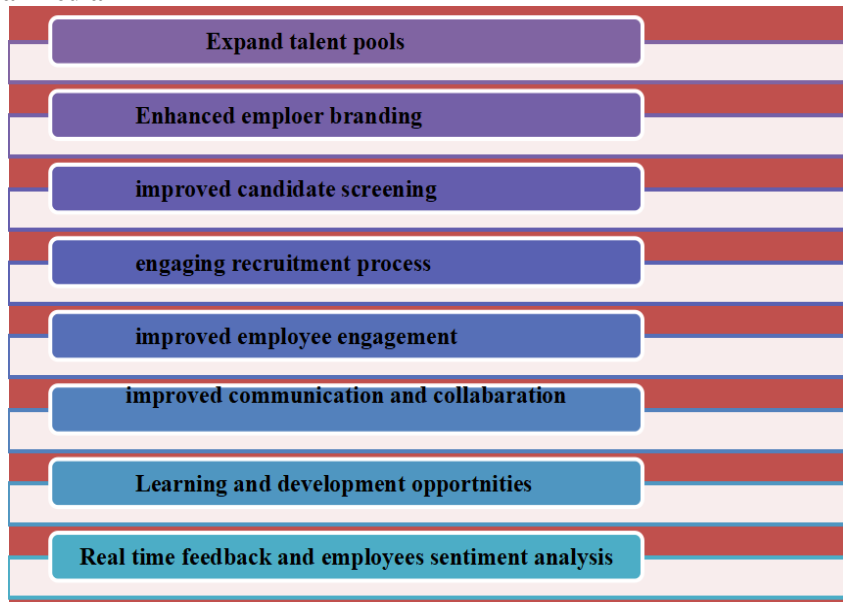 Expand talent pools
Enhanced emploer branding
improved candidate screening
engaging recruitment process
improved employee engagement
improved communication and collabaration
Learning and development opportnities
Real time feedback and employees sentiment analysis